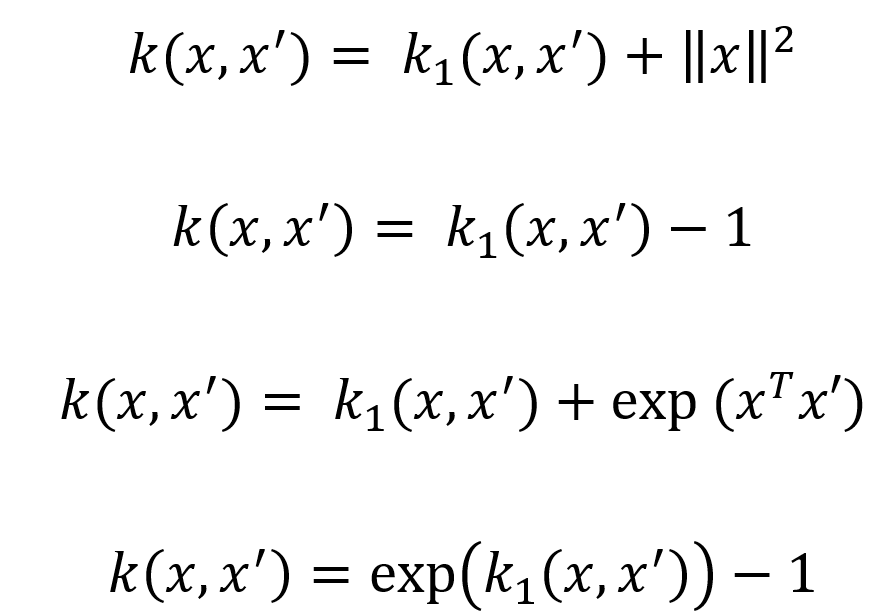 k(x, x′) = k₁(x, x′) + ‖x‖²
k(x, x′) = k₁(x, x′) − 1
k(x, x′) = k₁(x, x′) + exp (xᵀx′)
k(x, x′) = exp(k₁(x, x′)) − 1